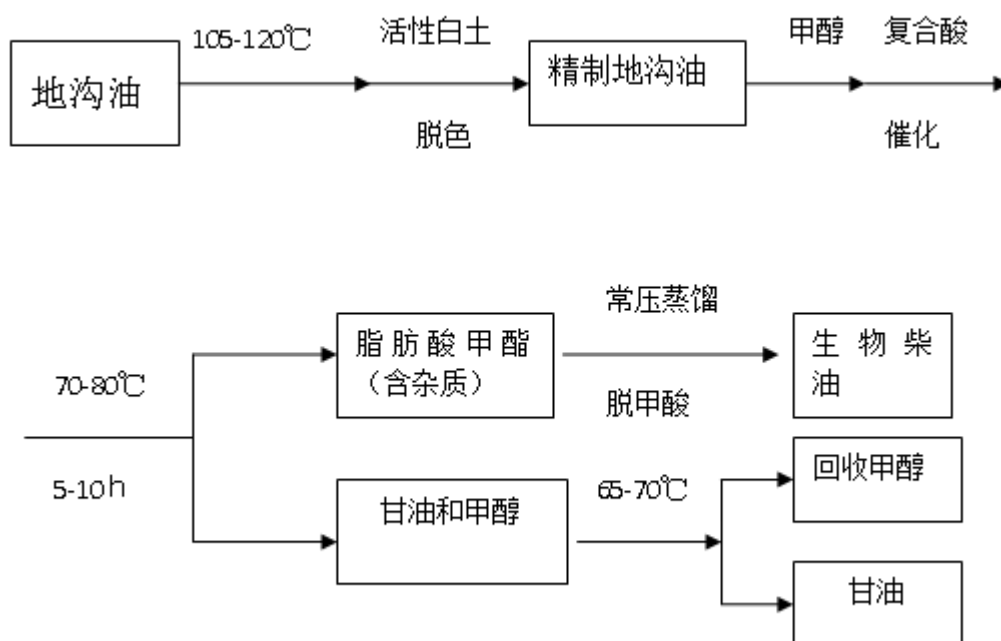 105-120℃
活性白土
甲醇
复合酸
地沟油
精制地沟油
脱色
催化
常压蒸馏
脂肪酸甲酯
（含杂质）
生物柴
油
70-80℃
脱甲酸
5-10h
甘油和甲醇
65-70℃
回收甲醇
甘油